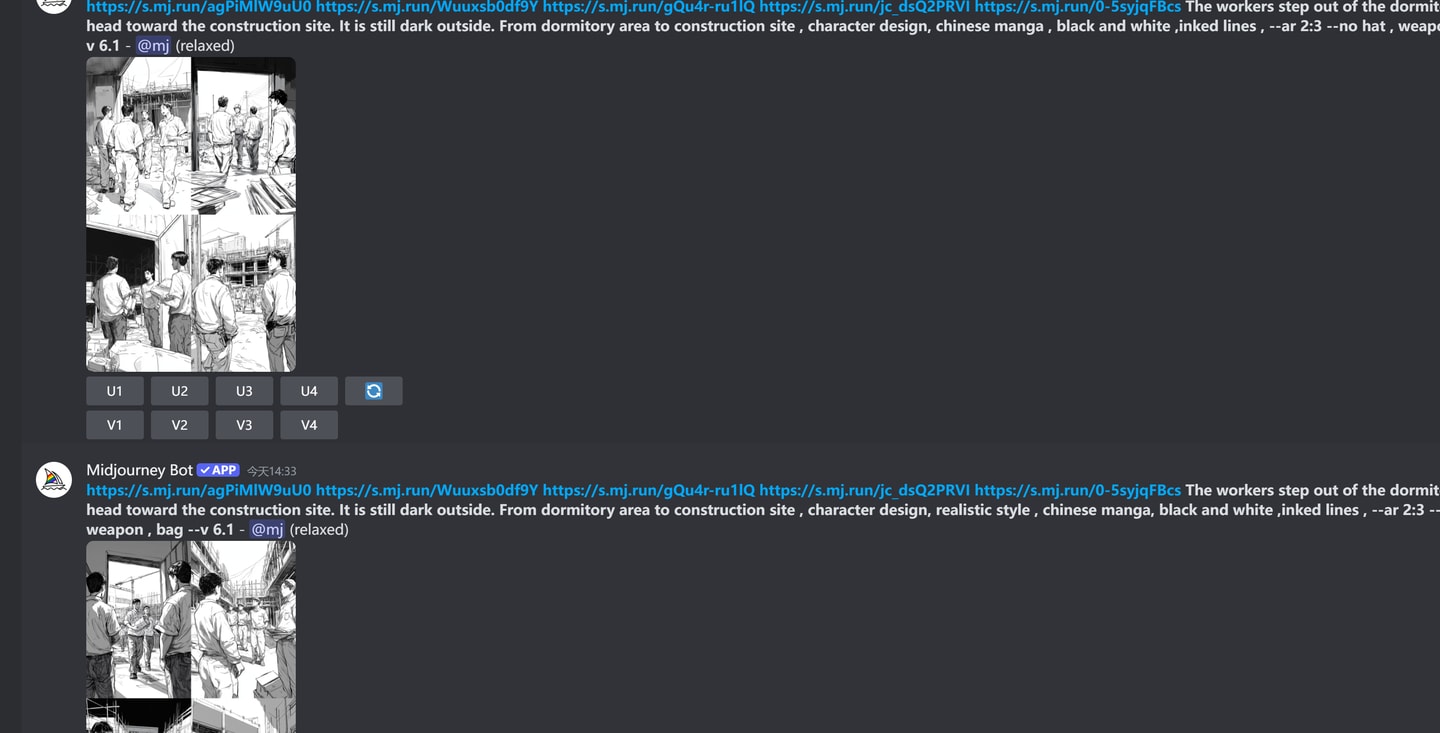 https://s.mj.run/agPiMlW9uU0 https://s.mj.run/Wuuxsb0df9Y https://s.mj.run/gQu4r-ru1lQ https://s.mj.run/jc_dsQ2PRVI https://s.mj.run/0-5syjqFBcs The workers step out of the dormit
head toward the construction site. It is still dark outside. From dormitory area to construction site , character design, chinese manga , black and white ,inked lines , --ar 2:3 --no hat , weapo
v 6.1 - @mj (relaxed)
U1 U2 U3 U4
V1 V2 V3 V4
Midjourney Bot APP 今天14:33
https://s.mj.run/agPiMlW9uU0 https://s.mj.run/Wuuxsb0df9Y https://s.mj.run/gQu4r-ru1lQ https://s.mj.run/jc_dsQ2PRVI https://s.mj.run/0-5syjqFBcs The workers step out of the dormit
head toward the construction site. It is still dark outside. From dormitory area to construction site , character design, realistic style , chinese manga, black and white ,inked lines , --ar 2:3 --
weapon , bag --v 6.1 - @mj (relaxed)